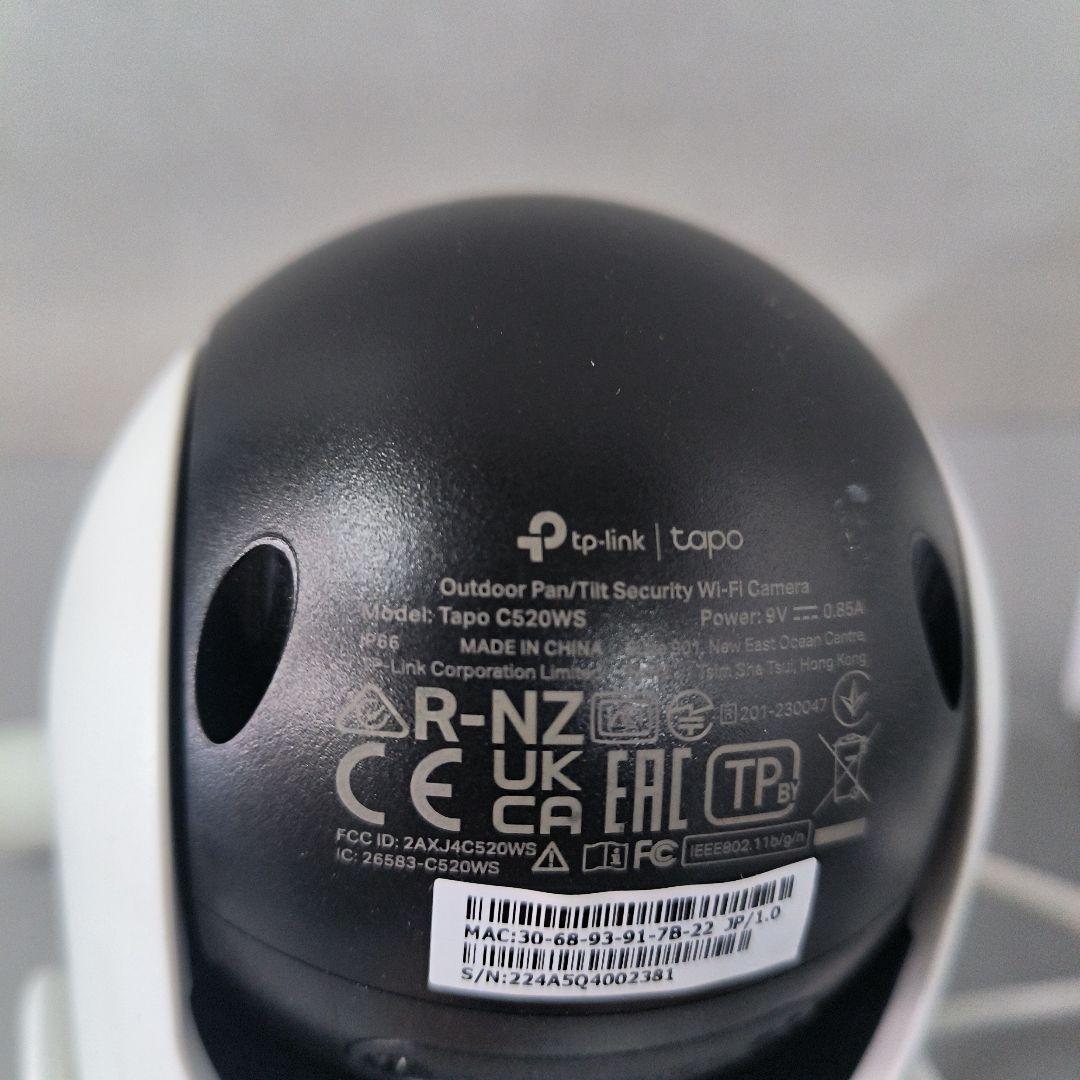 tp-link | tapo
Outdoor Pan/Tilt Security Wi-Fi Camera
Model: Tapo C520WS Power: 9V 0.85A
IP66 MADE IN CHINA 901, New East Ocean Centre,
TP-Link Corporation Limited Tsim Sha Tsui, Hong Kong
R-NZ R 201-230047
CE UK CA EAC TP BY
FCC ID: 2AXJ4C520WS
IC: 26583-C520WS FC IEEE802.11b/g/n
MAC:30-68-93-91-7B-22 JP/1.0
S/N:224A5Q4002381